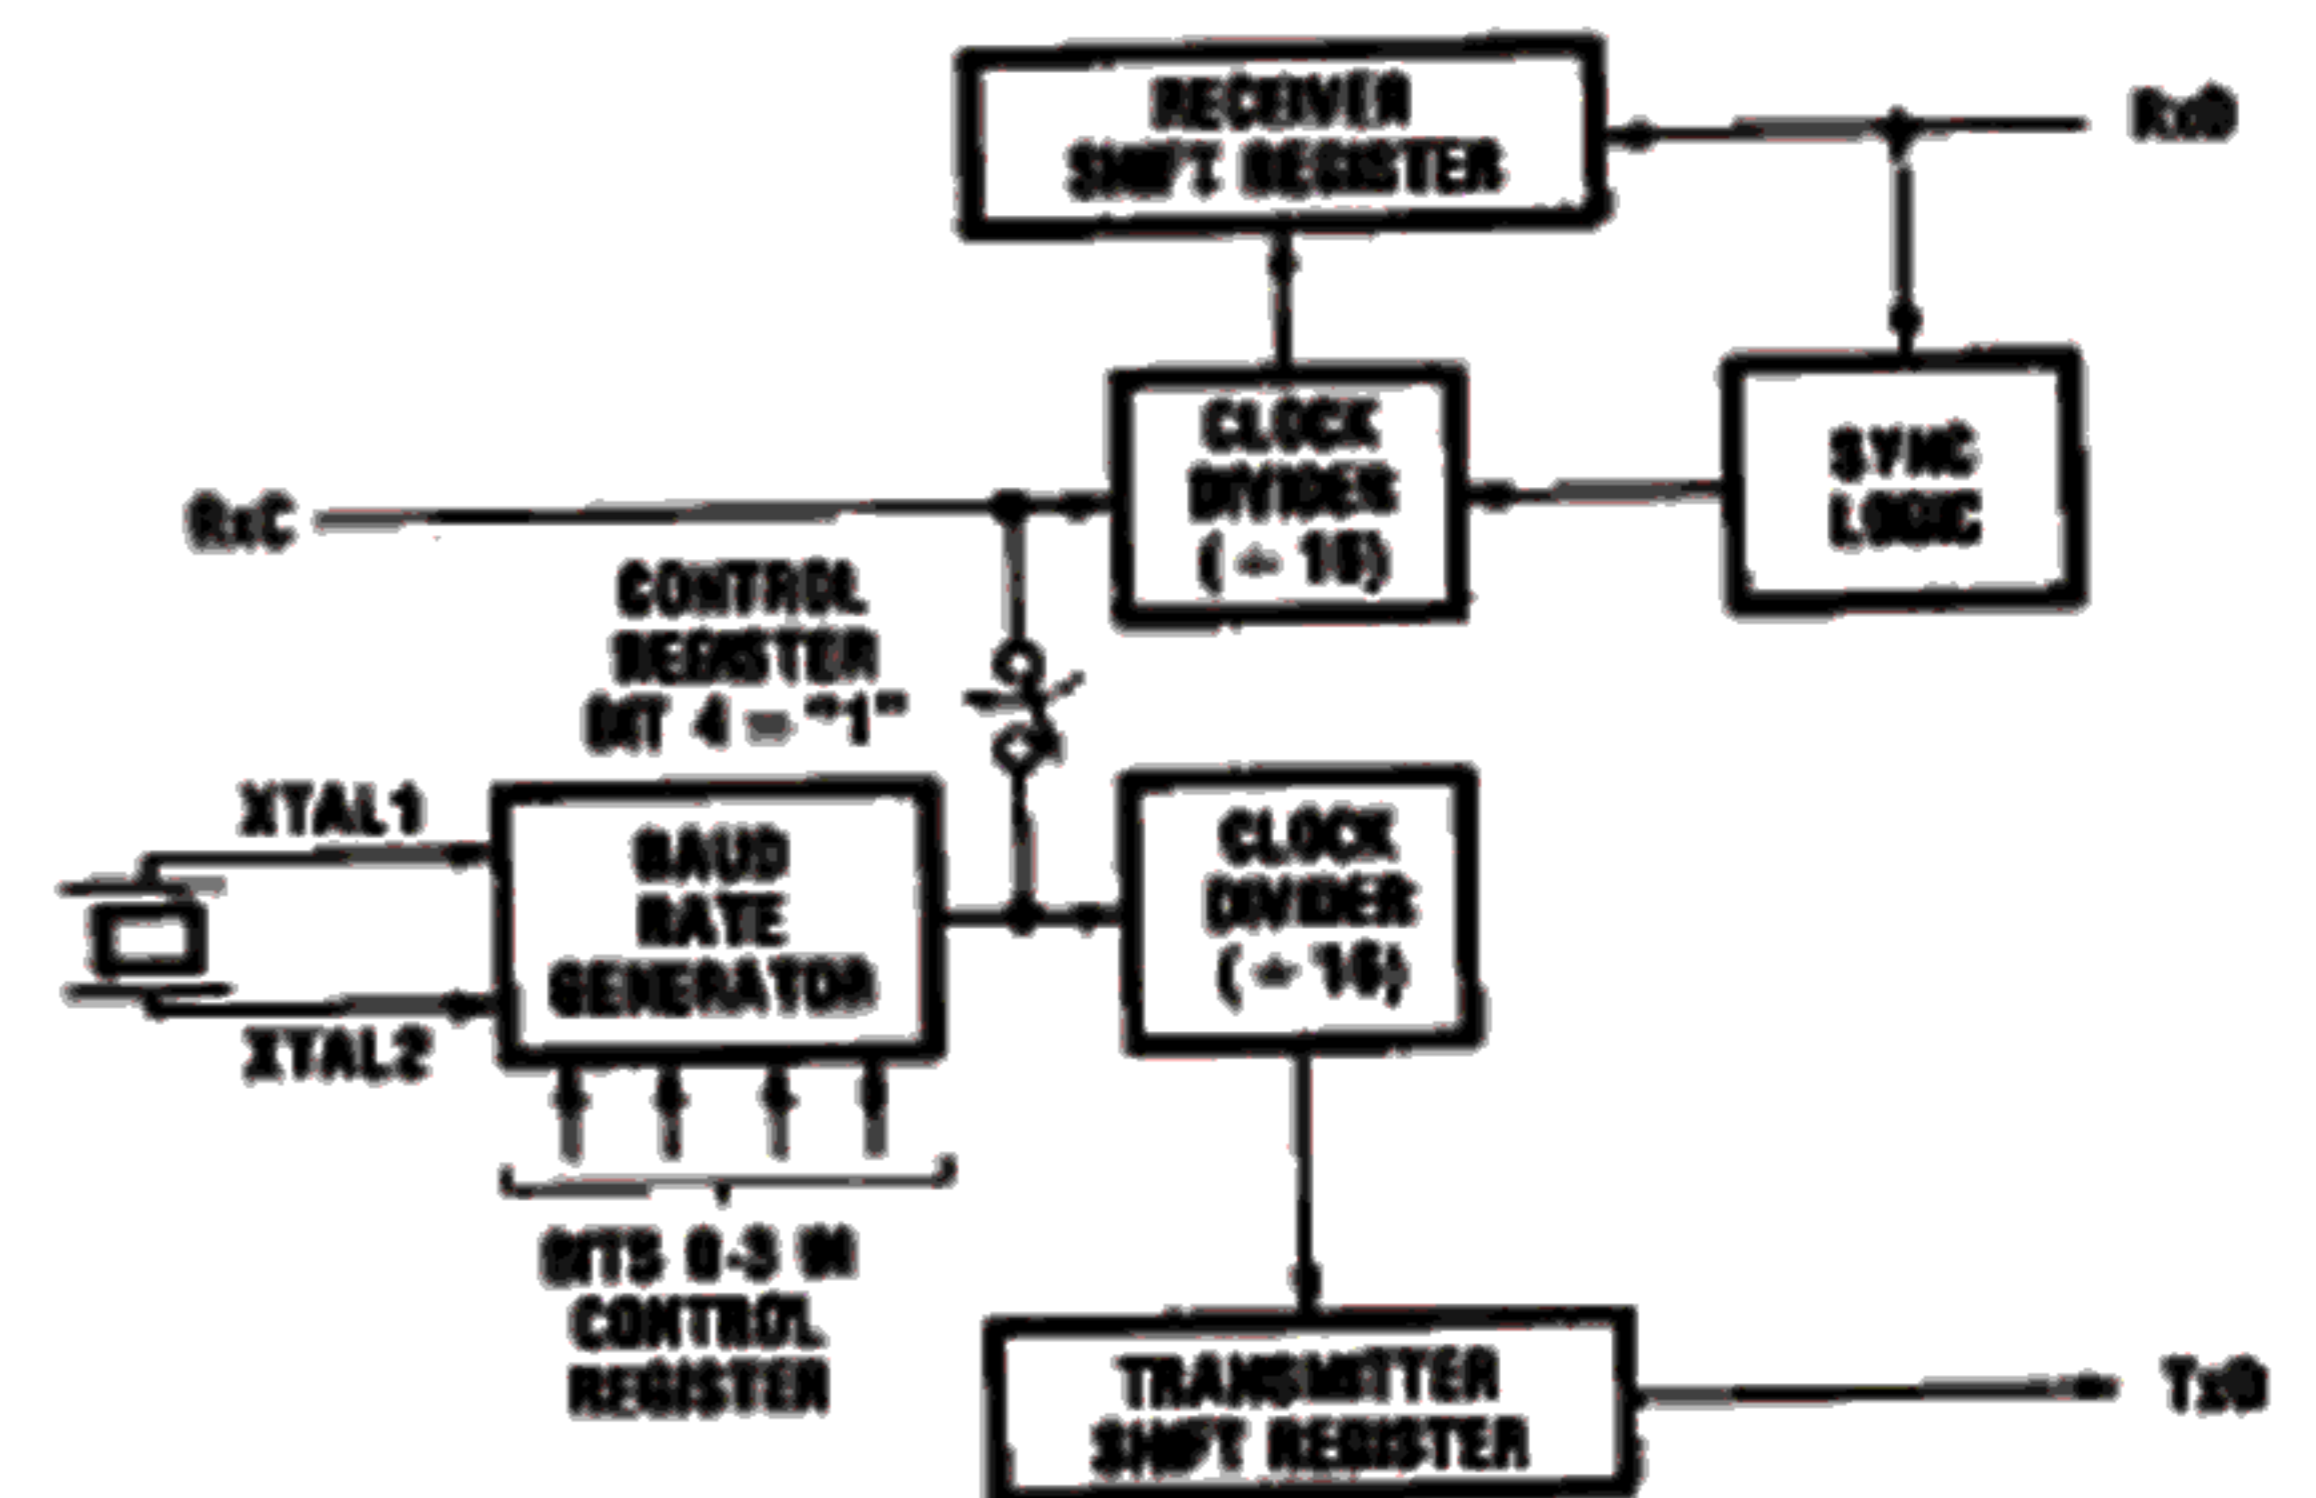 RECEIVER
SHIFT REGISTER
RxD
CLOCK
DIVIDER
(÷ 16)
SYNC
LOGIC
RxC
CONTROL
REGISTER
BIT 4 = "1"
XTAL1
BAUD
RATE
GENERATOR
CLOCK
DIVIDER
(÷ 16)
XTAL2
BITS 0-3 IN
CONTROL
REGISTER
TRANSMITTER
SHIFT REGISTER
TxD